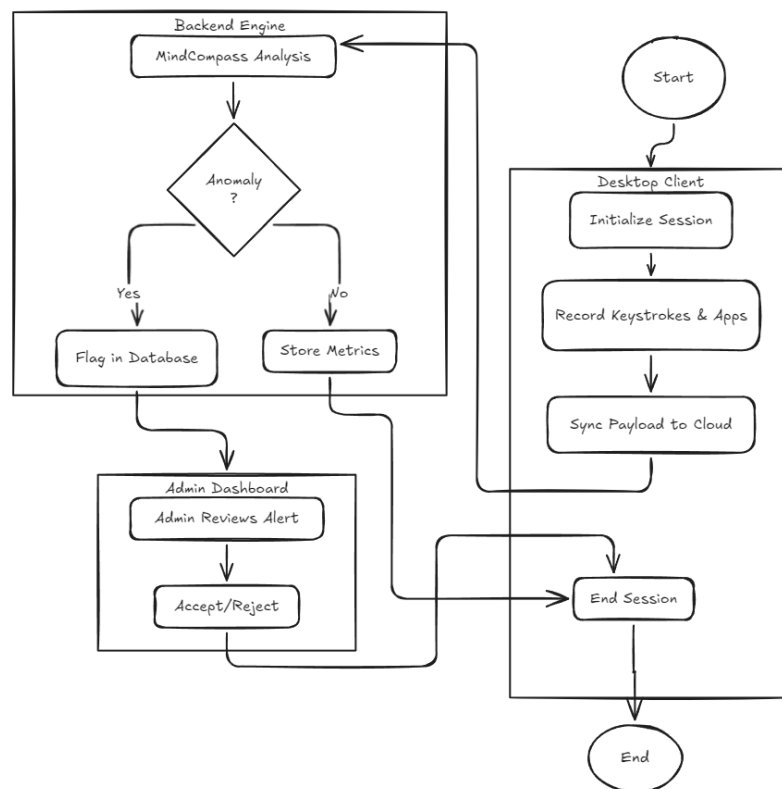 Backend Engine
MindCompass Analysis
Anomaly
?
Yes
No
Flag in Database
Store Metrics
Start
Desktop Client
Initialize Session
Record Keystrokes & Apps
Sync Payload to Cloud
Admin Dashboard
Admin Reviews Alert
Accept/Reject
End Session
End